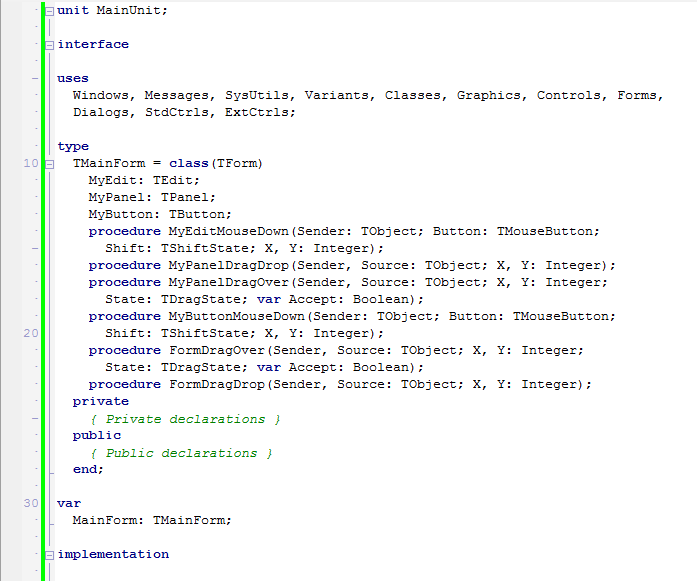 unit MainUnit;
interface
uses
Windows, Messages, SysUtils, Variants, Classes, Graphics, Controls, Forms,
Dialogs, StdCtrls, ExtCtrls;
type
10 TMainForm = class(TForm)
MyEdit: TEdit;
MyPanel: TPanel;
MyButton: TButton;
procedure MyEditMouseDown(Sender: TObject; Button: TMouseButton;
Shift: TShiftState; X, Y: Integer);
procedure MyPanelDragDrop(Sender, Source: TObject; X, Y: Integer);
procedure MyPanelDragOver(Sender, Source: TObject; X, Y: Integer;
State: TDragState; var Accept: Boolean);
procedure MyButtonMouseDown(Sender: TObject; Button: TMouseButton;
20 Shift: TShiftState; X, Y: Integer);
procedure FormDragOver(Sender, Source: TObject; X, Y: Integer;
State: TDragState; var Accept: Boolean);
procedure FormDragDrop(Sender, Source: TObject; X, Y: Integer);
private
{ Private declarations }
public
{ Public declarations }
end;
30 var
MainForm: TMainForm;
implementation